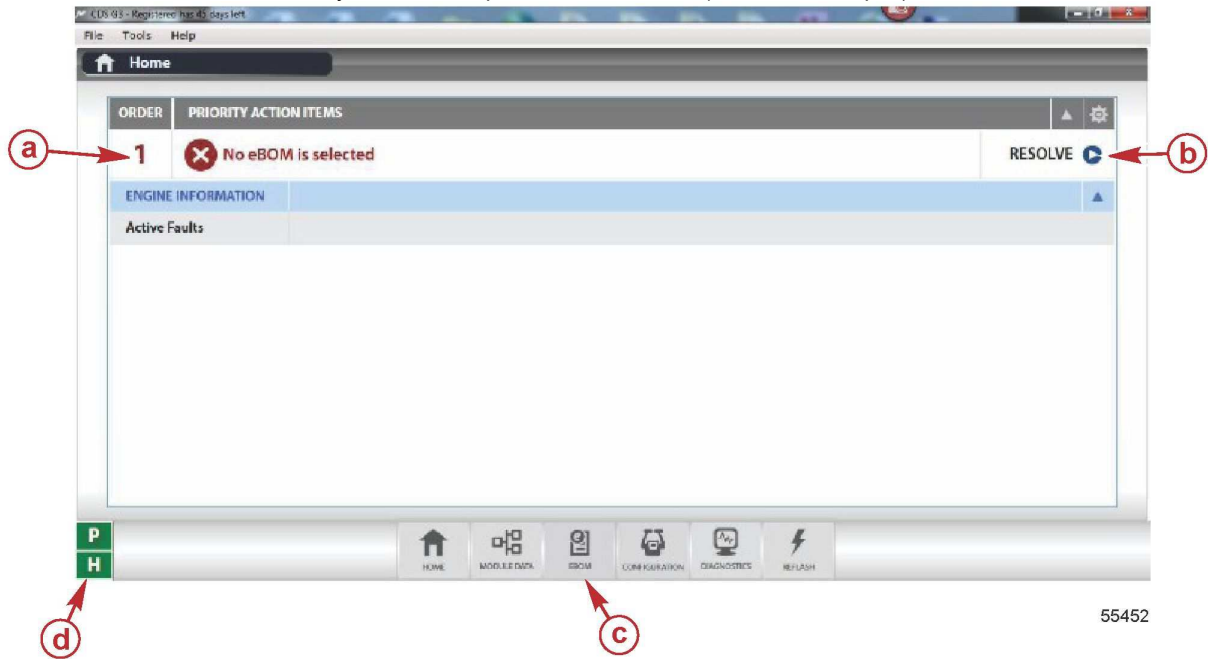 CDS G3 - Registered has 45 days left
File Tools Help
Home
ORDER PRIORITY ACTION ITEMS
a 1 No eBOM is selected RESOLVE b
ENGINE INFORMATION
Active Faults
P
H
HOME MODULE DATA EBOM CONFIGURATION DIAGNOSTICS REFLASH
55452
d c